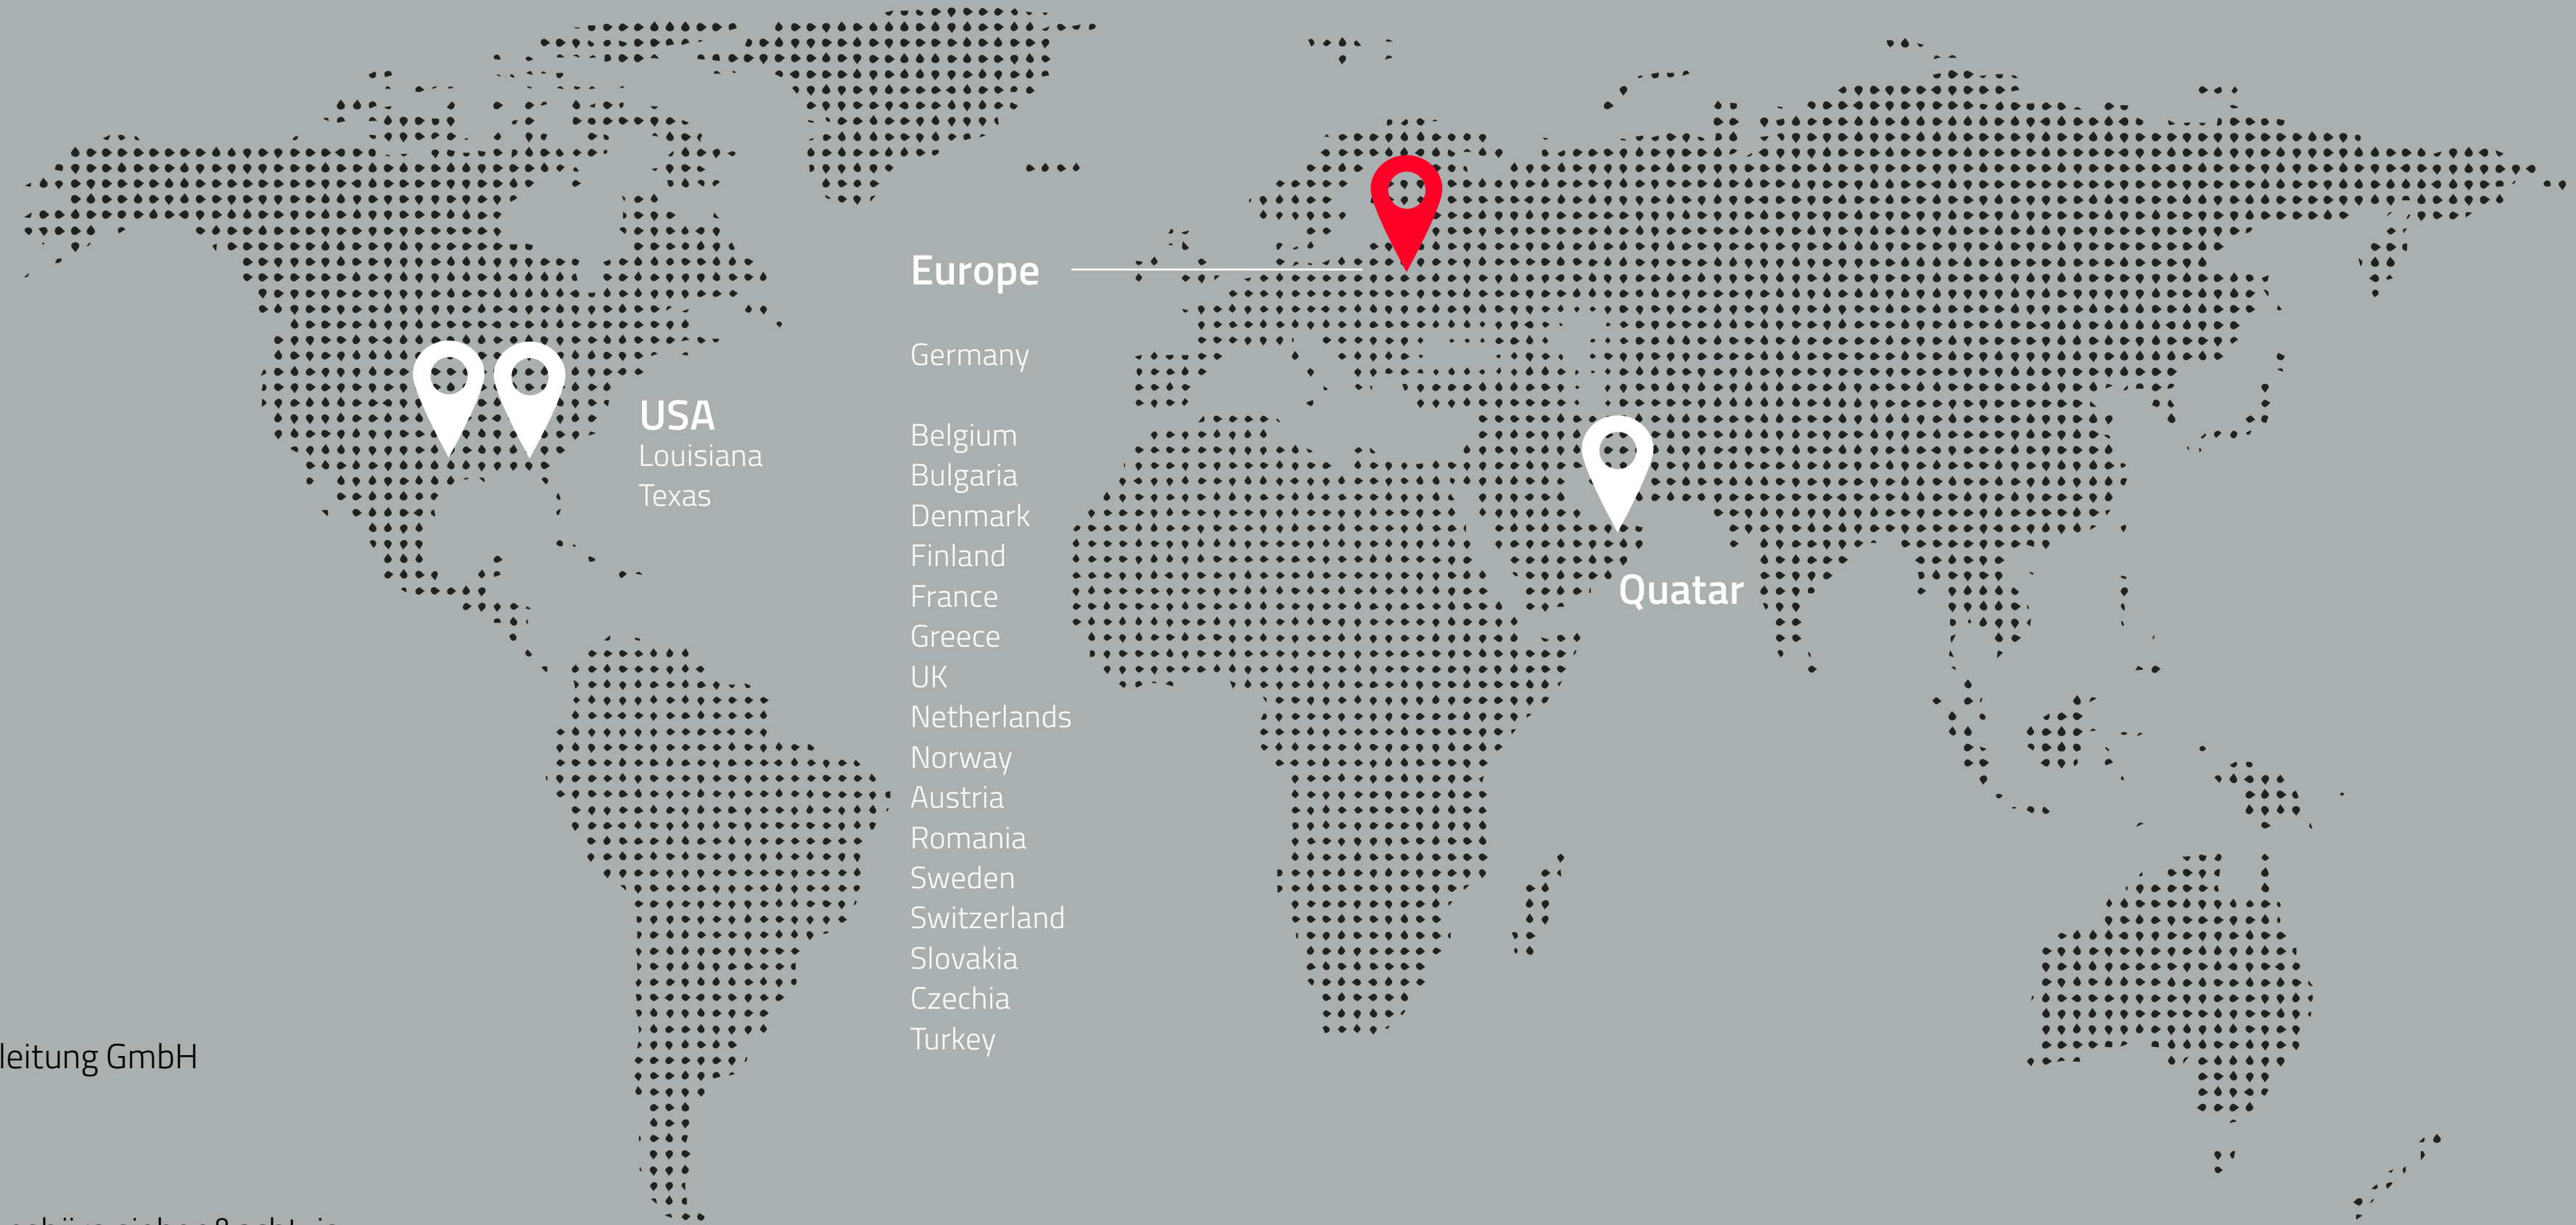 Europe
Germany
Belgium
Bulgaria
Denmark
Finland
France
Greece
UK
Netherlands
Norway
Austria
Romania
Sweden
Switzerland
Slovakia
Czechia
Turkey
USA
Louisiana
Texas
Quatar
leitung GmbH